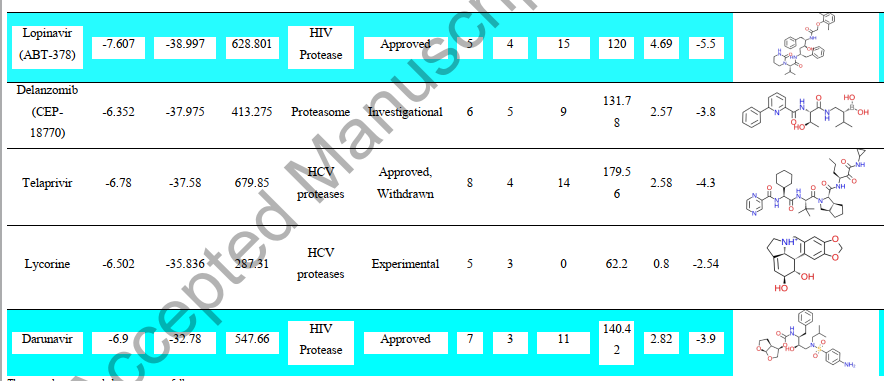 Lopinavir (ABT-378) -7.607 -38.997 628.801 HIV Protease Approved 5 4 15 120 4.69 -5.5
Delanzomib (CEP-18770) -6.352 -37.975 413.275 Proteasome Investigational 6 5 9 131.78 2.57 -3.8
Telaprivir -6.78 -37.58 679.85 HCV proteases Approved, Withdrawn 8 4 14 179.56 2.58 -4.3
Lycorine -6.502 -35.836 287.31 HCV proteases Experimental 5 3 0 62.2 0.8 -2.54
Darunavir -6.9 -32.78 547.66 HIV Protease Approved 7 3 11 140.42 2.82 -3.9
Accepted Manuscript